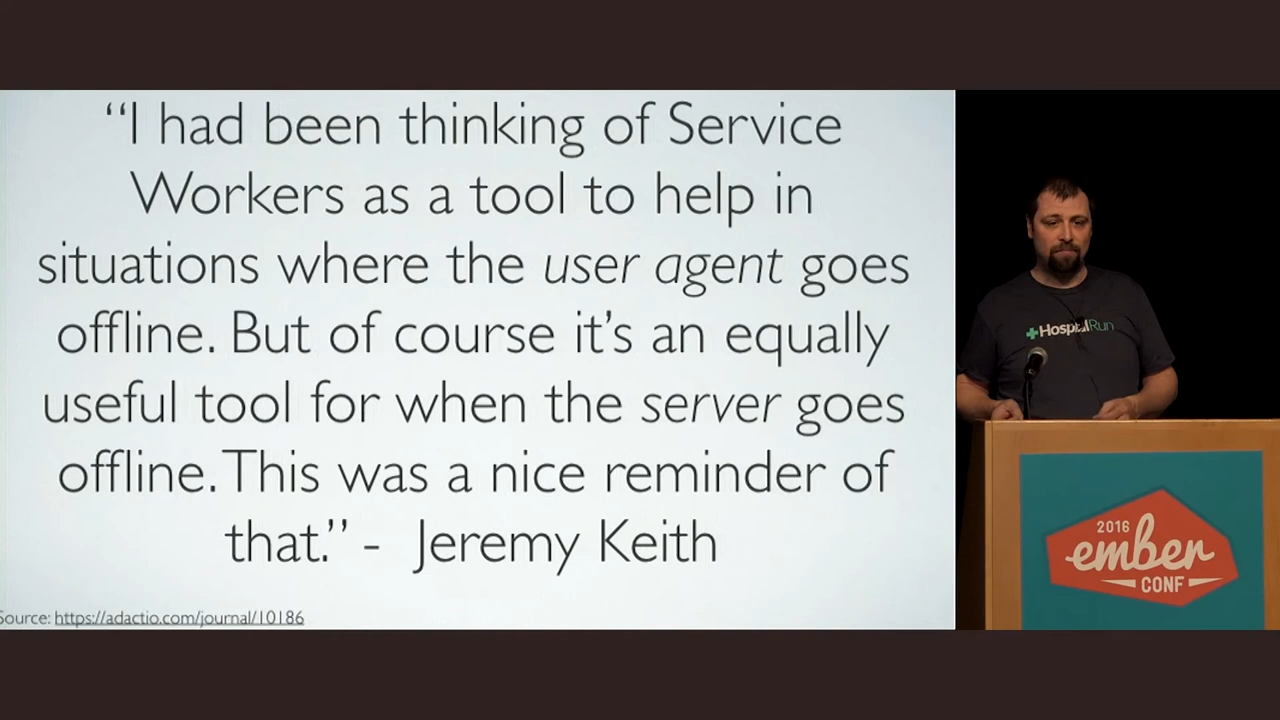 “I had been thinking of Service
Workers as a tool to help in
situations where the user agent goes
offline. But of course it’s an equally
useful tool for when the server goes
offline. This was a nice reminder of
that.” - Jeremy Keith
Source: https://adactio.com/journal/10186
HospitalRun
2016
ember
CONF